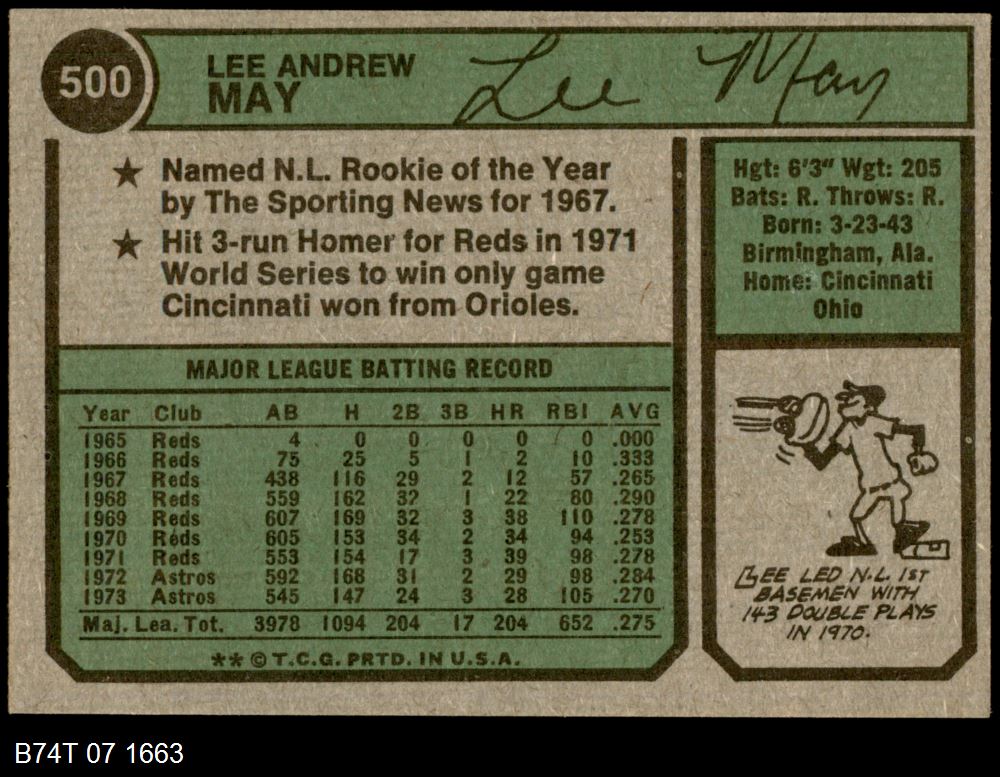 500
LEE ANDREW
MAY
Lee May
★ Named N.L. Rookie of the Year
by The Sporting News for 1967.
★ Hit 3-run Homer for Reds in 1971
World Series to win only game
Cincinnati won from Orioles.
Hgt: 6'3" Wgt: 205
Bats: R. Throws: R.
Born: 3-23-43
Birmingham, Ala.
Home: Cincinnati
Ohio
MAJOR LEAGUE BATTING RECORD
Year Club AB H 2B 3B HR RBI AVG
1965 Reds 4 0 0 0 0 0 .000
1966 Reds 75 25 5 1 2 10 .333
1967 Reds 438 116 29 2 12 57 .265
1968 Reds 559 162 32 1 22 80 .290
1969 Reds 607 169 32 3 38 110 .278
1970 Reds 605 153 34 2 34 94 .253
1971 Reds 553 154 17 3 39 98 .278
1972 Astros 592 168 31 2 29 98 .284
1973 Astros 545 147 24 3 28 105 .270
Maj. Lea. Tot. 3978 1094 204 17 204 652 .275
** © T.C.G. PRTD. IN U.S.A.
LEE LED N.L. 1ST
BASEMEN WITH
143 DOUBLE PLAYS
IN 1970.
B74T 07 1663